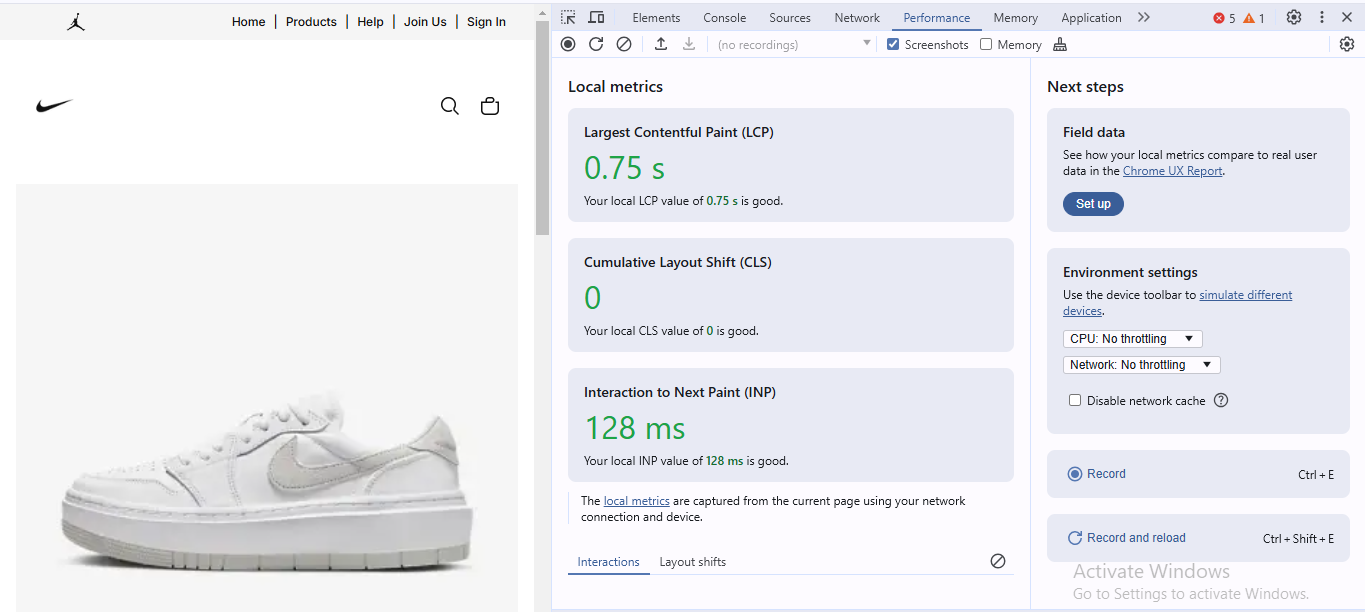 Home | Products | Help | Join Us | Sign In
Elements Console Sources Network Performance Memory Application 5 1
(no recordings) Screenshots Memory
Local metrics
Largest Contentful Paint (LCP)
0.75 s
Your local LCP value of 0.75 s is good.
Cumulative Layout Shift (CLS)
0
Your local CLS value of 0 is good.
Interaction to Next Paint (INP)
128 ms
Your local INP value of 128 ms is good.
The local metrics are captured from the current page using your network
connection and device.
Interactions Layout shifts
Next steps
Field data
See how your local metrics compare to real user
data in the Chrome UX Report.
Set up
Environment settings
Use the device toolbar to simulate different
devices.
CPU: No throttling
Network: No throttling
Disable network cache
Record Ctrl + E
Record and reload Ctrl + Shift + E
Activate Windows
Go to Settings to activate Windows.